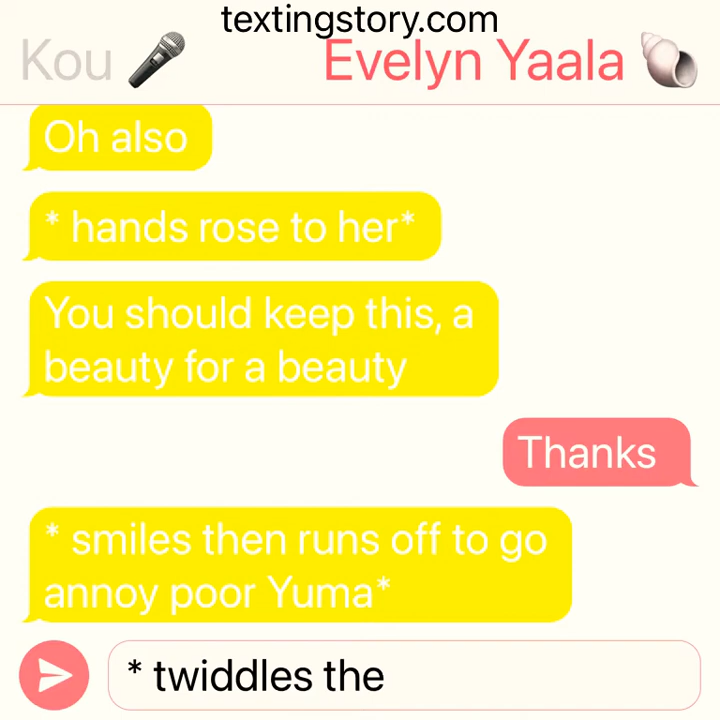 textingstory.com
Kou 🎤 Evelyn Yaala 🐚
Oh also
* hands rose to her*
You should keep this, a
beauty for a beauty
Thanks
* smiles then runs off to go
annoy poor Yuma*
* twiddles the